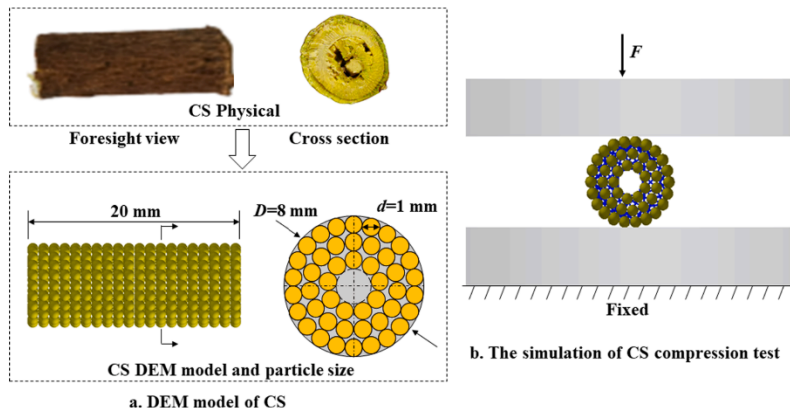 CS Physical
Foresight view
Cross section
20 mm
D=8 mm
d=1 mm
CS DEM model and particle size
a. DEM model of CS
F
Fixed
b. The simulation of CS compression test